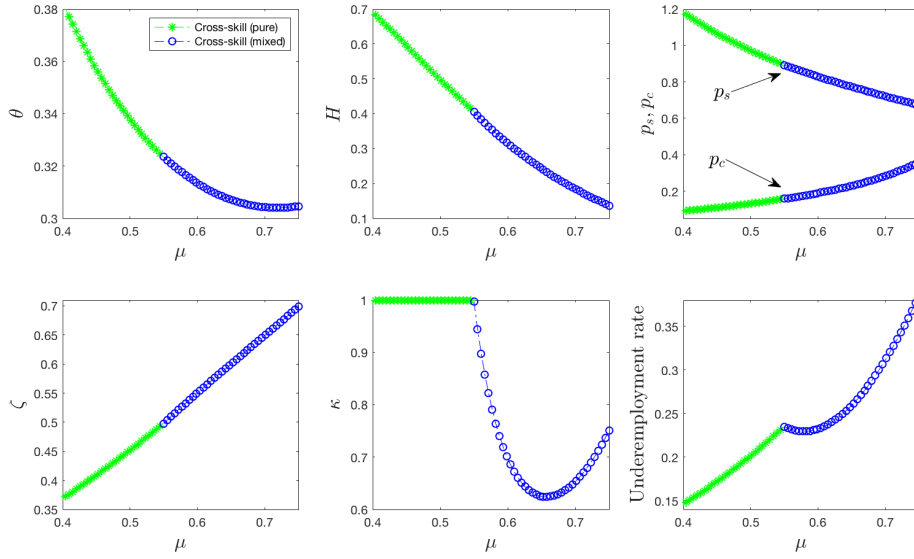 0.38
0.36
0.34
0.32
0.3
θ
0.4 0.5 0.6 0.7
μ
Cross-skill (pure)
Cross-skill (mixed)
0.7
0.6
0.5
0.4
0.3
0.2
0.1
0
H
0.4 0.5 0.6 0.7
μ
1.2
1
0.8
0.6
0.4
0.2
p_s, p_c
p_s
p_c
0.4 0.5 0.6 0.7
μ
0.7
0.65
0.6
0.55
0.5
0.45
0.4
0.35
ζ
0.4 0.5 0.6 0.7
μ
1
0.9
0.8
0.7
0.6
κ
0.4 0.5 0.6 0.7
μ
0.35
0.3
0.25
0.2
0.15
Underemployment rate
0.4 0.5 0.6 0.7
μ